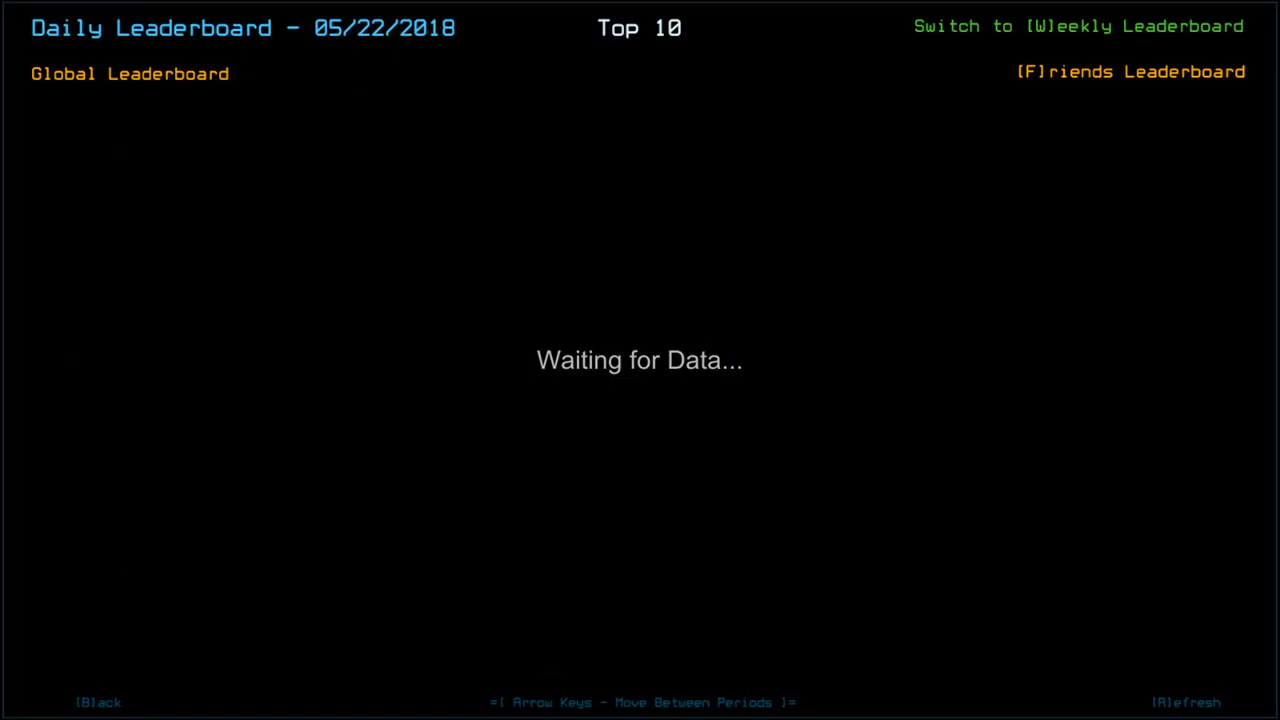 Daily Leaderboard - 05/22/2018
Top 10
Switch to [W]eekly Leaderboard
Global Leaderboard
[F]riends Leaderboard
Waiting for Data...
[B]ack
=[ Arrow Keys - Move Between Periods ]=
[R]efresh